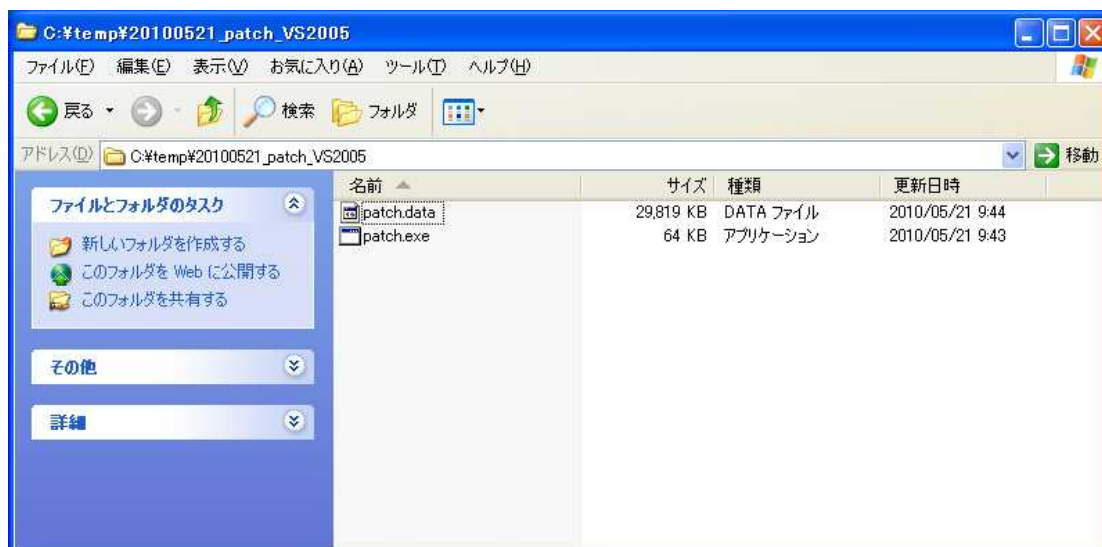 C:¥temp¥20100521_patch_VS2005
ファイル(F) 編集(E) 表示(V) お気に入り(A) ツール(T) ヘルプ(H)
戻る 検索 フォルダ
アドレス(D) C:¥temp¥20100521_patch_VS2005 移動
ファイルとフォルダのタスク
新しいフォルダを作成する
このフォルダを Web に公開する
このフォルダを共有する
その他
詳細
名前 サイズ 種類 更新日時
patch.data 29,819 KB DATA ファイル 2010/05/21 9:44
patch.exe 64 KB アプリケーション 2010/05/21 9:43